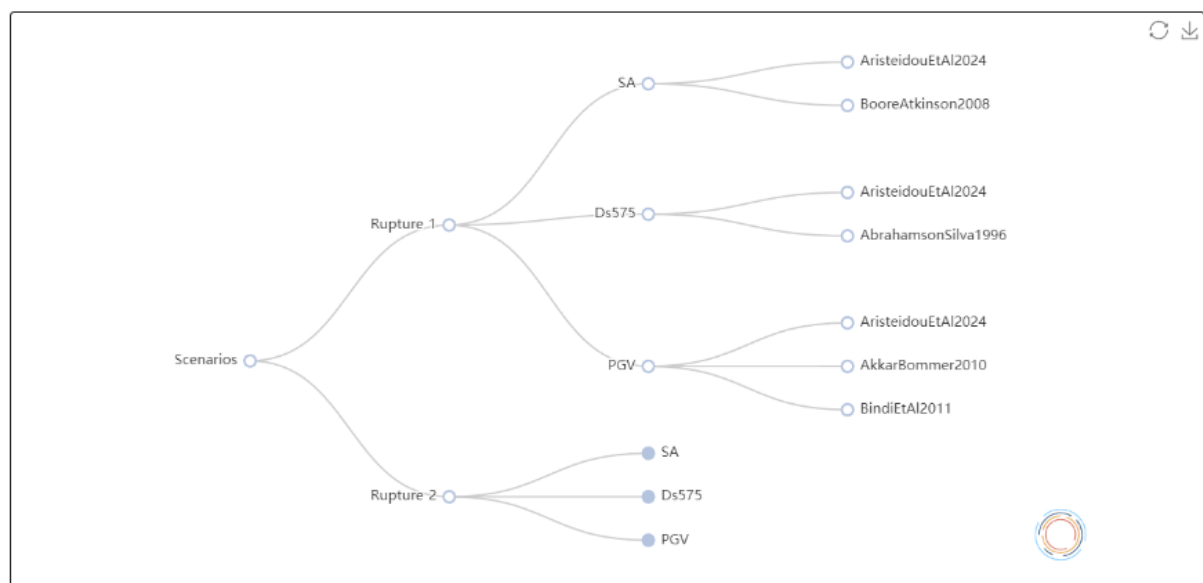 AristeidouEtAl2024
SA
BooreAtkinson2008
AristeidouEtAl2024
Ds575
AbrahamsonSilva1996
Rupture 1
AristeidouEtAl2024
Scenarios
PGV
AkkarBommer2010
BindiEtAl2011
SA
Rupture 2
Ds575
PGV